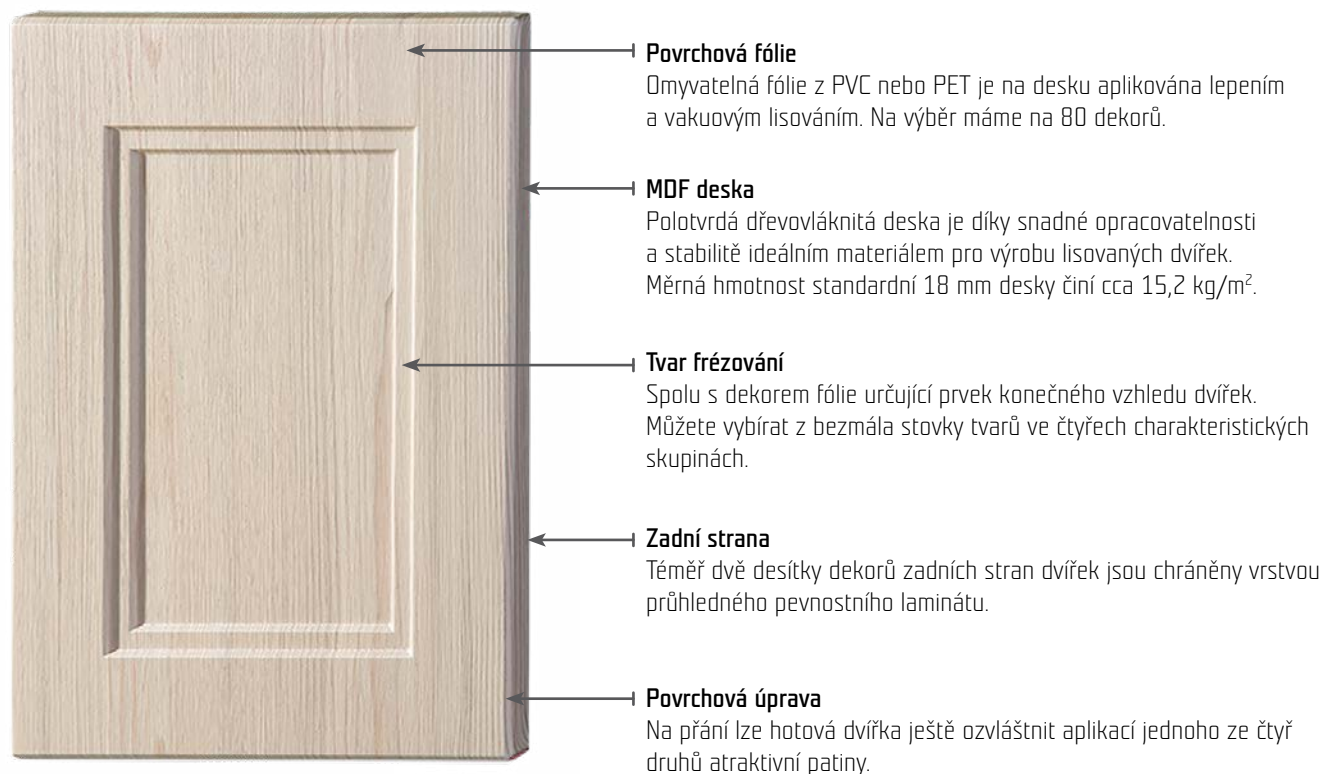 Povrchová fólie
Omyvatelná fólie z PVC nebo PET je na desku aplikována lepením
a vakuovým lisováním. Na výběr máme na 80 dekorů.
MDF deska
Polotvrdá dřevovláknitá deska je díky snadné opracovatelnosti
a stabilitě ideálním materiálem pro výrobu lisovaných dvířek.
Měrná hmotnost standardní 18 mm desky činí cca 15,2 kg/m².
Tvar frézování
Spolu s dekorem fólie určující prvek konečného vzhledu dvířek.
Můžete vybírat z bezmála stovky tvarů ve čtyřech charakteristických
skupinách.
Zadní strana
Téměř dvě desítky dekorů zadních stran dvířek jsou chráněny vrstvou
průhledného pevnostního laminátu.
Povrchová úprava
Na přání lze hotová dvířka ještě ozvláštnit aplikací jednoho ze čtyř
druhů atraktivní patiny.